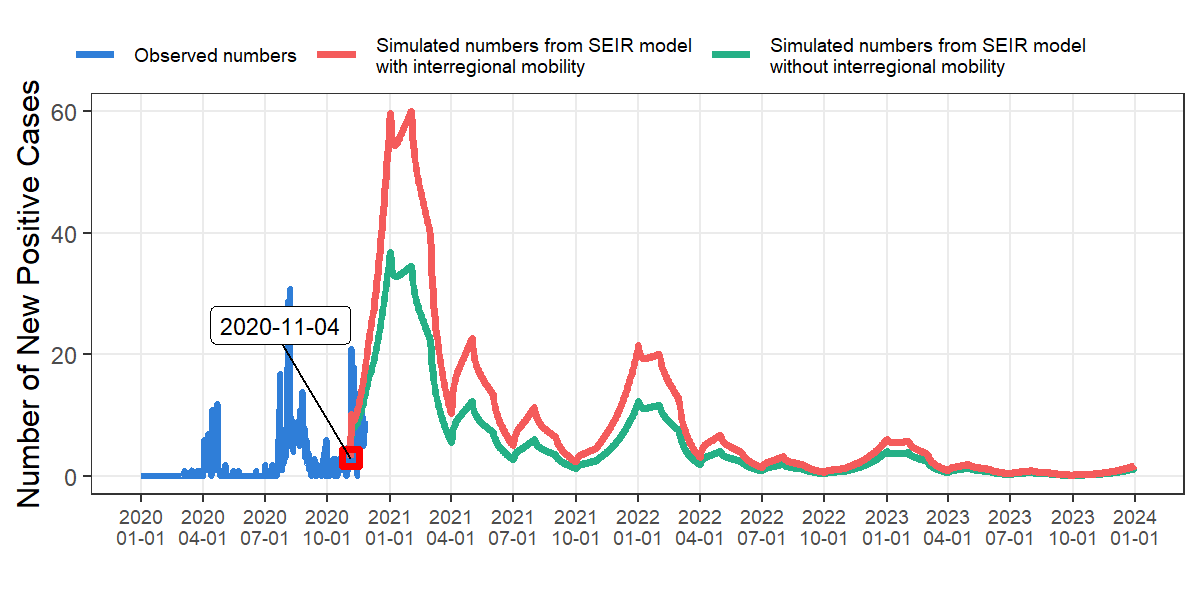 Observed numbers
Simulated numbers from SEIR model
with interregional mobility
Simulated numbers from SEIR model
without interregional mobility
Number of New Positive Cases
60
40
20
0
2020-11-04
2020 2020 2020 2020 2021 2021 2021 2021 2022 2022 2022 2022 2023 2023 2023 2023 2024
01-01 04-01 07-01 10-01 01-01 04-01 07-01 10-01 01-01 04-01 07-01 10-01 01-01 04-01 07-01 10-01 01-01